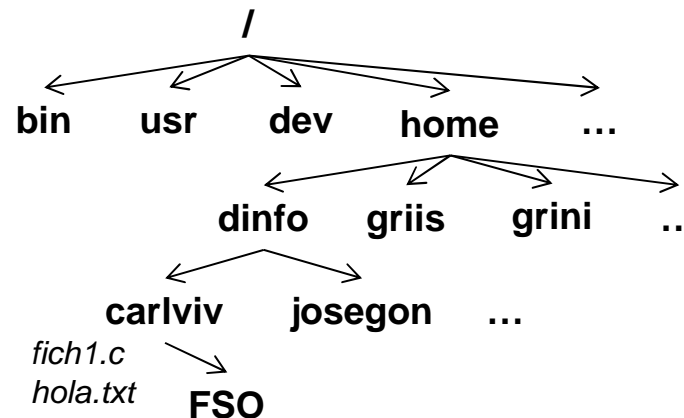 /
bin usr dev home ...
dinfo griis grini ..
carlviv josegon ...
fich1.c
hola.txt FSO